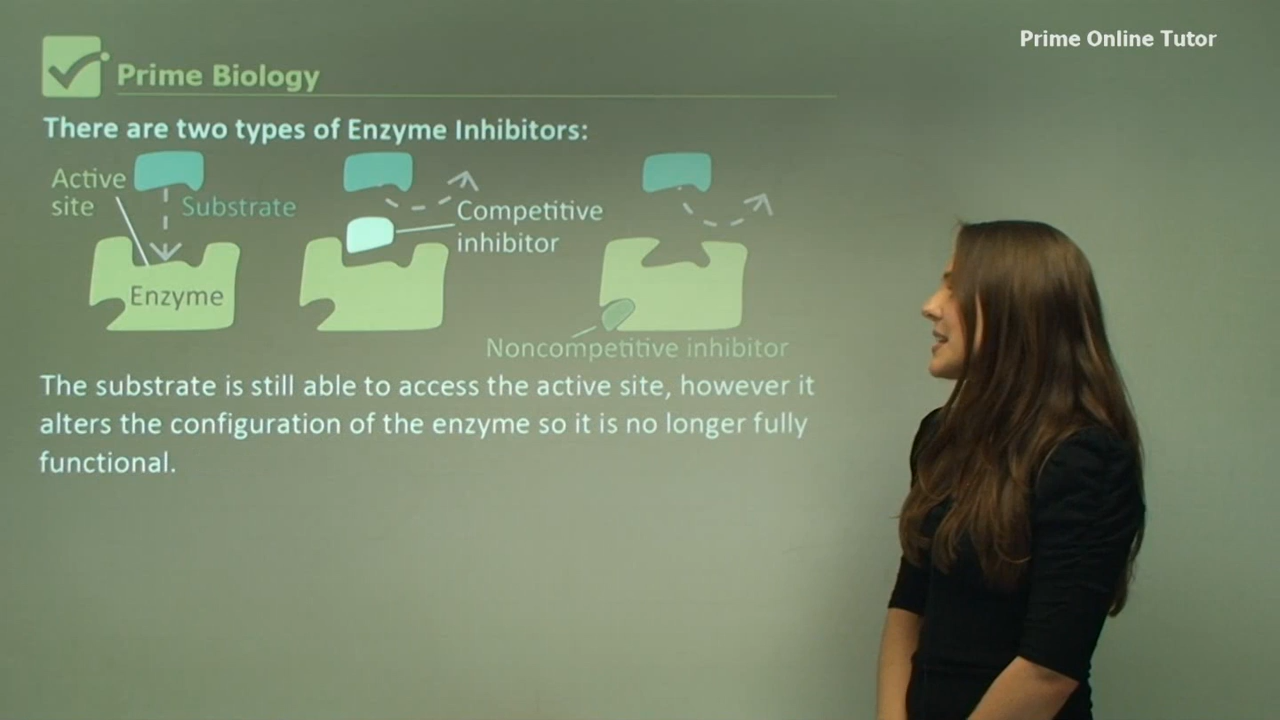 Prime Online Tutor
Prime Biology
There are two types of Enzyme Inhibitors:
Active
site
Substrate
Enzyme
Competitive
inhibitor
Noncompetitive inhibitor
The substrate is still able to access the active site, however it
alters the configuration of the enzyme so it is no longer fully
functional.